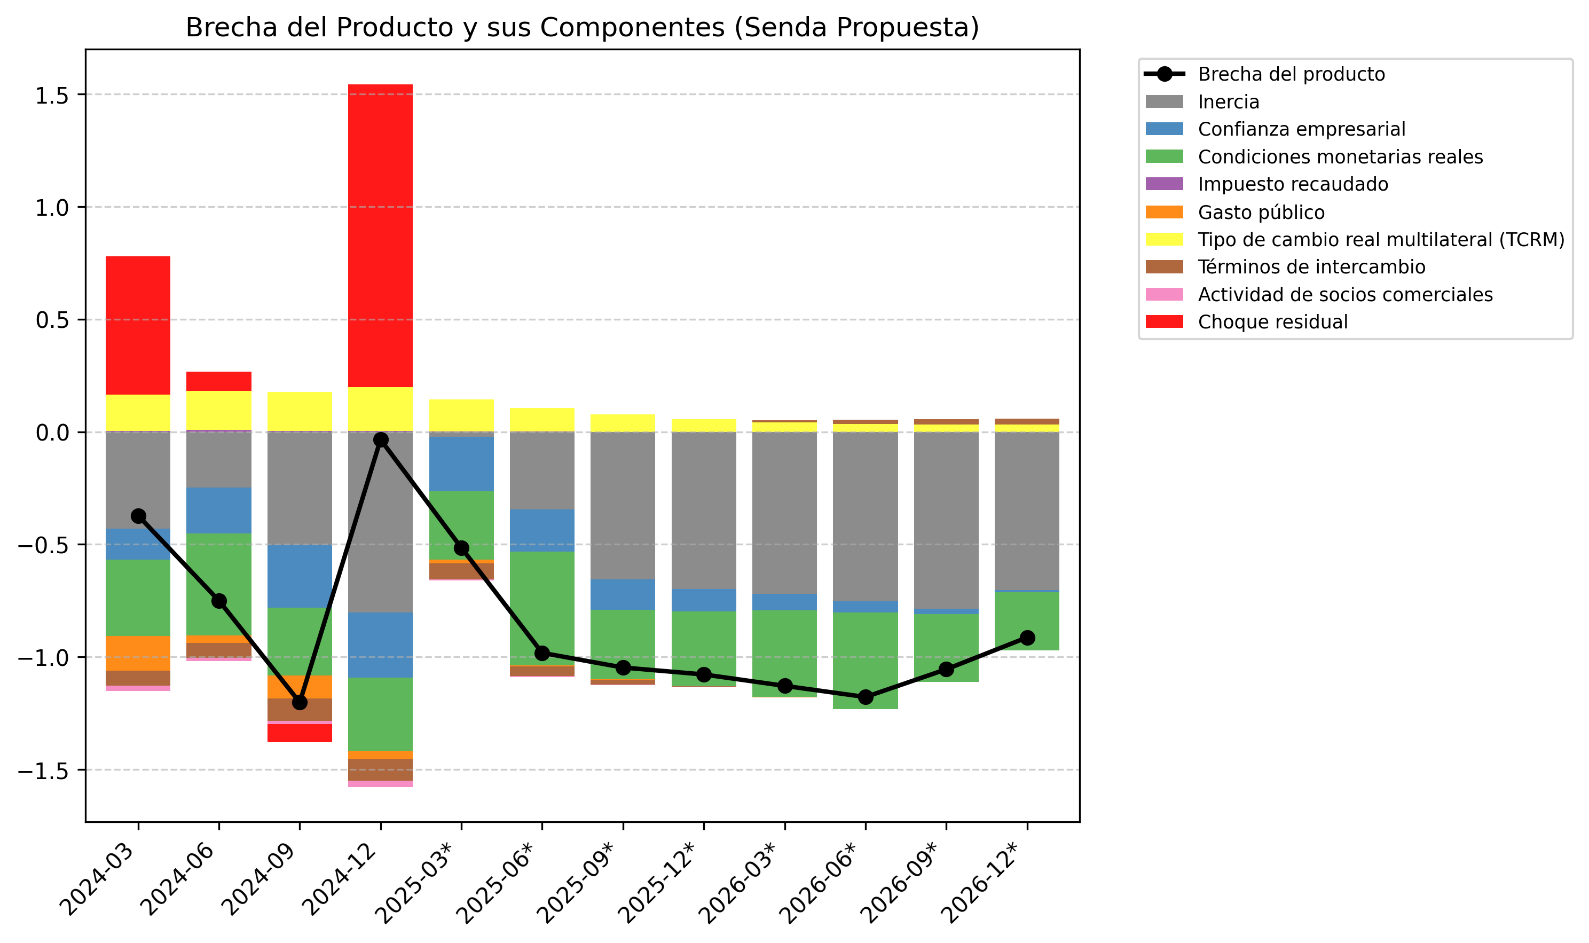 Brecha del Producto y sus Componentes (Senda Propuesta)
1.5
1.0
0.5
0.0
−0.5
−1.0
−1.5
2024-03
2024-06
2024-09
2024-12
2025-03*
2025-06*
2025-09*
2025-12*
2026-03*
2026-06*
2026-09*
2026-12*
Brecha del producto
Inercia
Confianza empresarial
Condiciones monetarias reales
Impuesto recaudado
Gasto público
Tipo de cambio real multilateral (TCRM)
Términos de intercambio
Actividad de socios comerciales
Choque residual